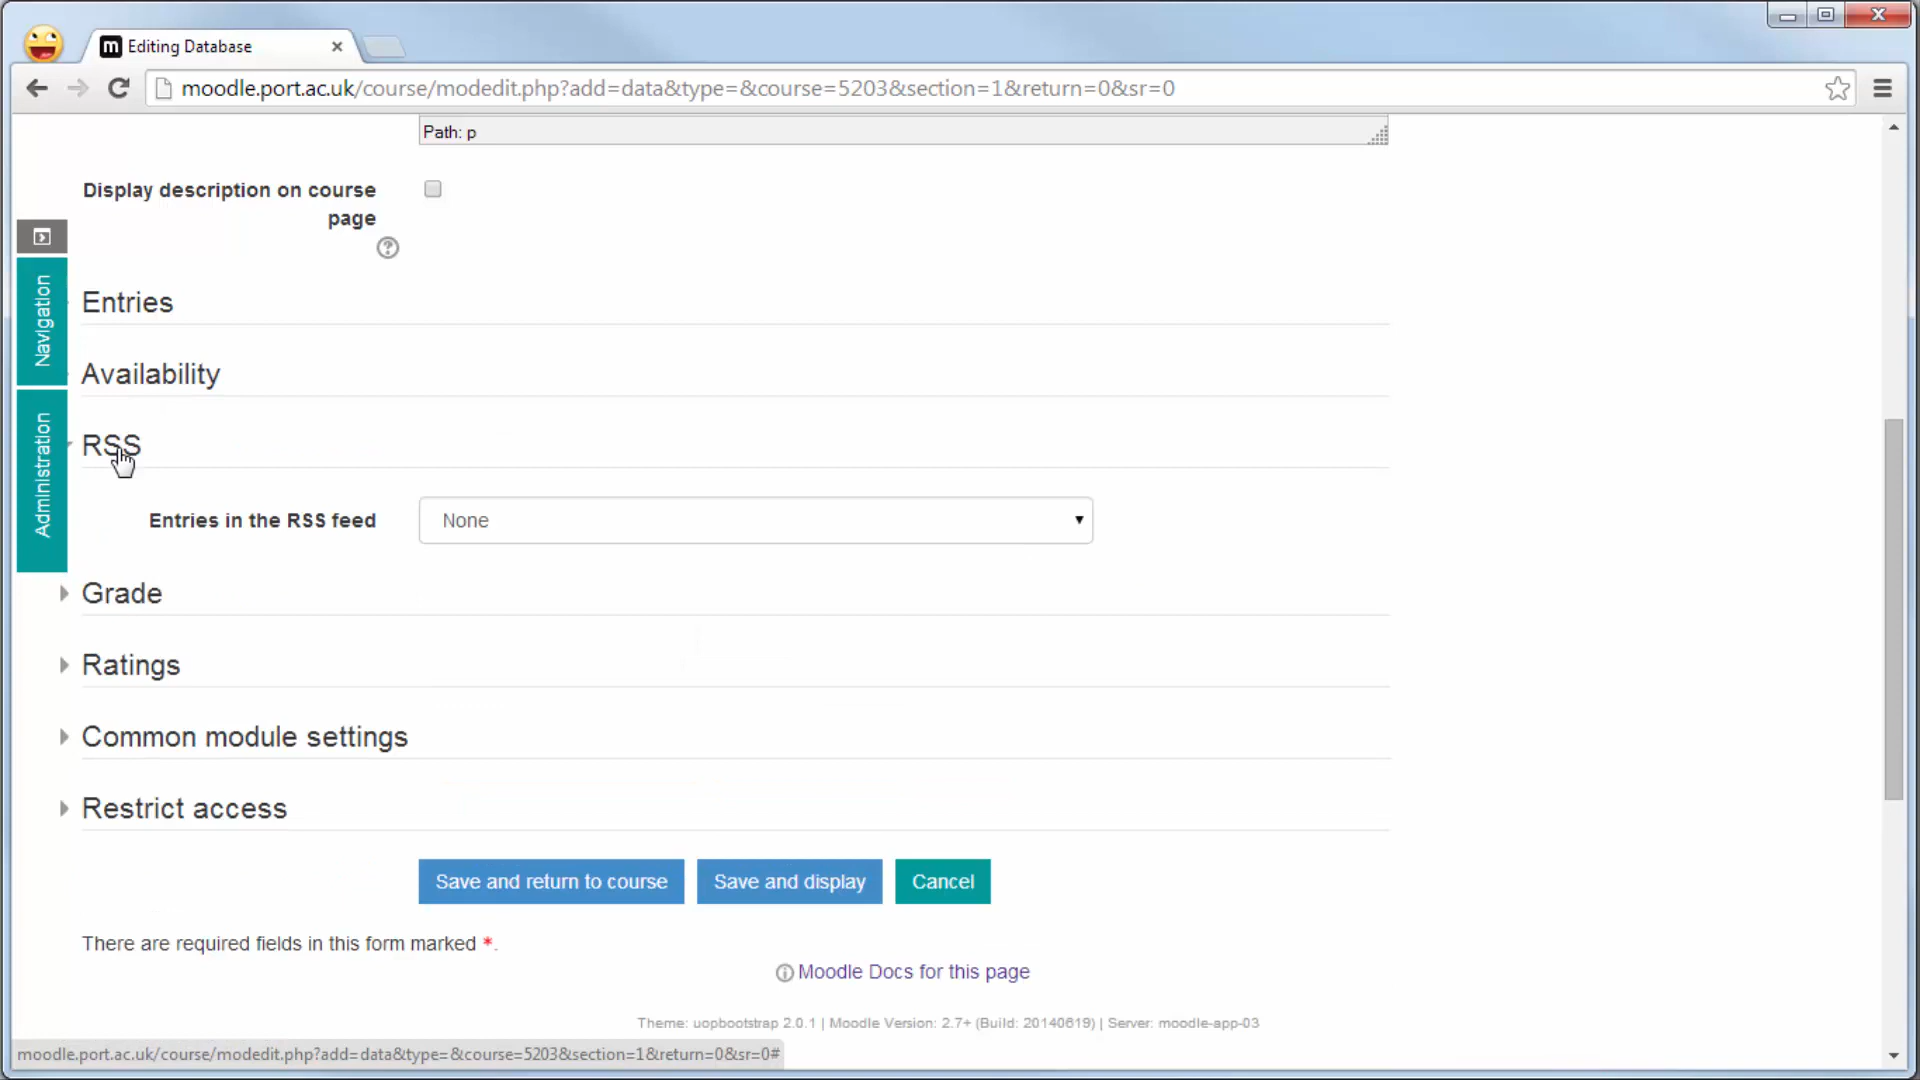 Editing Database
moodle.port.ac.uk/course/modedit.php?add=data&type=&course=5203&section=1&return=0&sr=0
Path: p
Display description on course
page
Navigation
Entries
Availability
Administration
RSS
Entries in the RSS feed None
Grade
Ratings
Common module settings
Restrict access
Save and return to course Save and display Cancel
There are required fields in this form marked *.
Moodle Docs for this page
Theme: uopbootstrap 2.0.1 | Moodle Version: 2.7+ (Build: 20140619) | Server: moodle-app-03
moodle.port.ac.uk/course/modedit.php?add=data&type=&course=5203&section=1&return=0&sr=0#